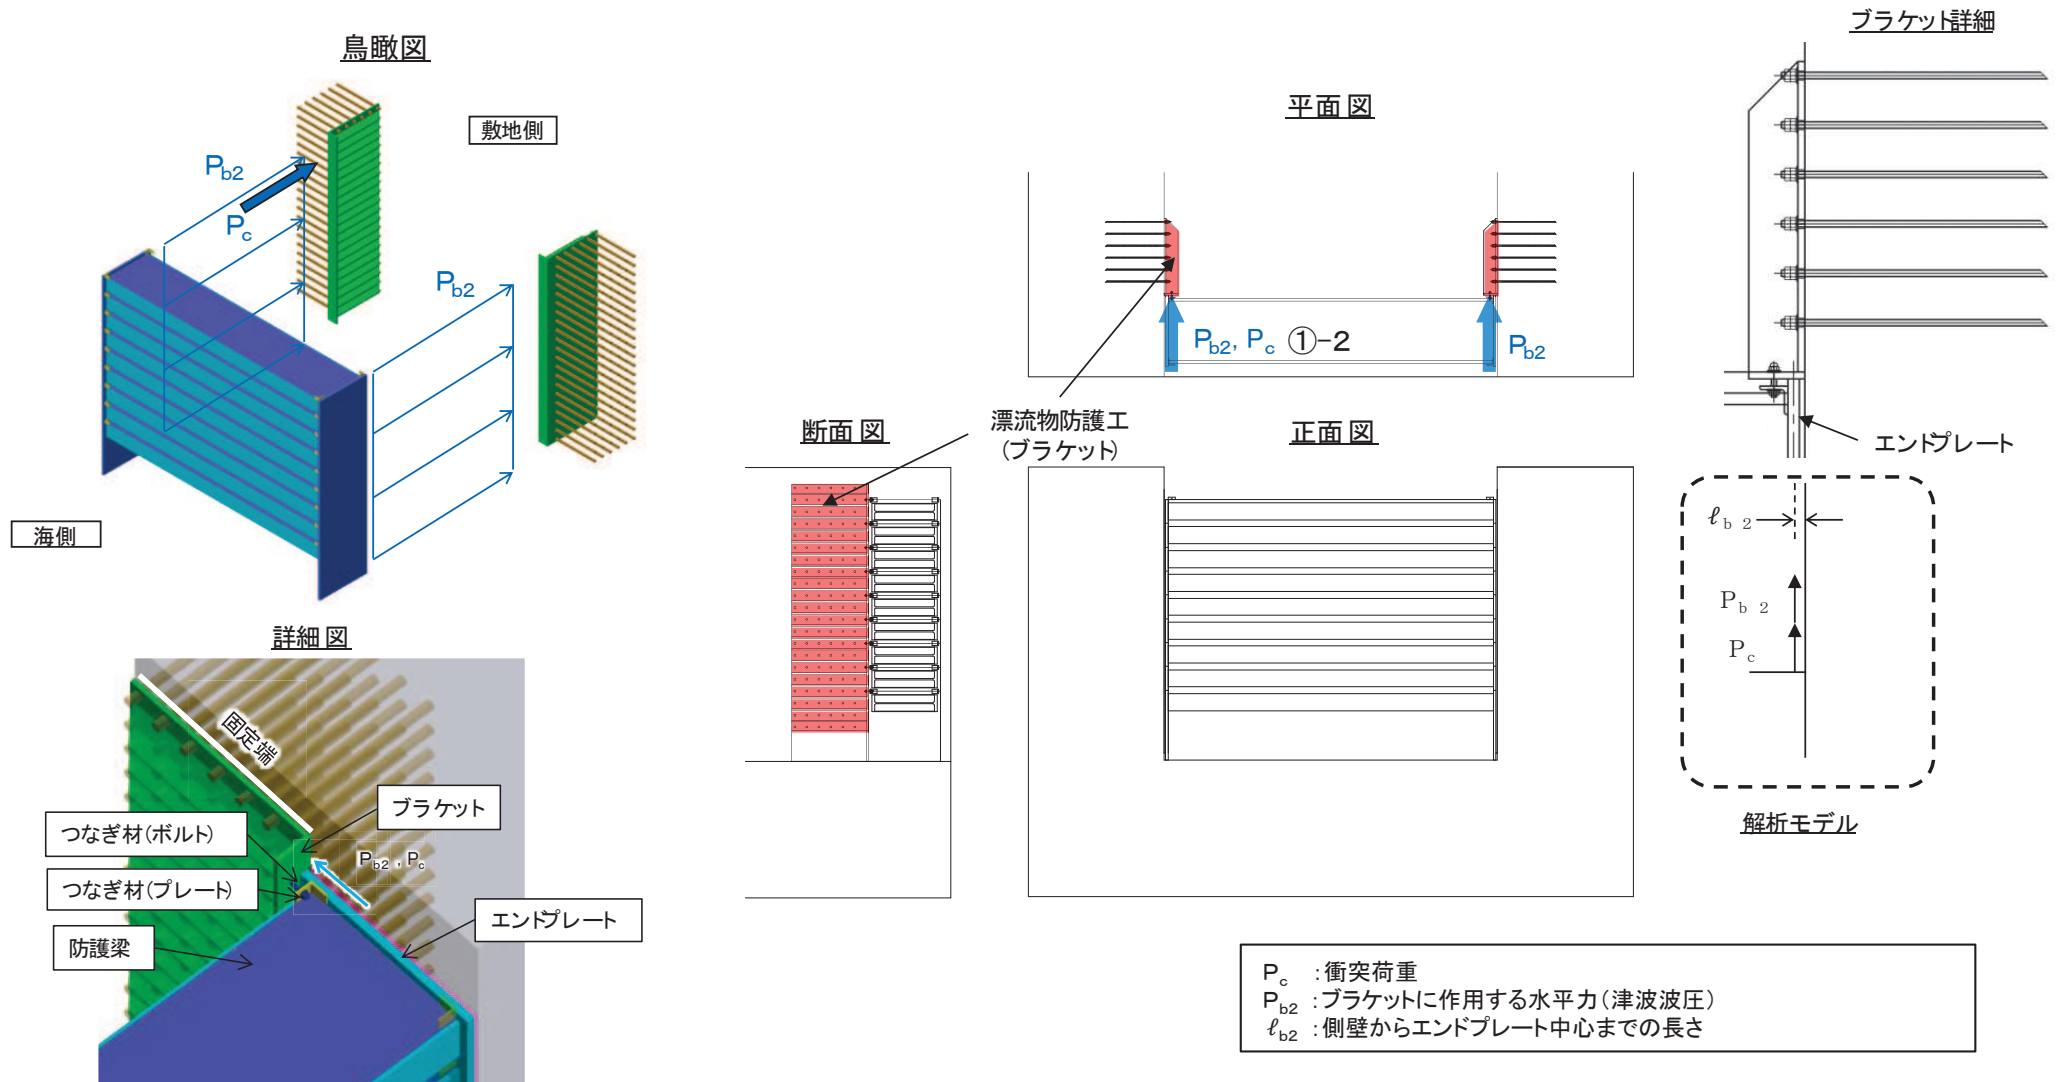 鳥瞰図
敷地側
Pb2
Pc
Pb2
海側
詳細図
固定端
ブラケット
つなぎ材(ボルト)
Pb2 , Pc
つなぎ材(プレート)
エンドプレート
防護梁
平面図
Pb2, Pc ①-2
Pb2
漂流物防護工
(ブラケット)
断面図
正面図
ブラケット詳細
エンドプレート
ℓb2
Pb2
Pc
解析モデル
Pc :衝突荷重
Pb2 :ブラケットに作用する水平力(津波波圧)
ℓb2 :側壁からエンドプレート中心までの長さ